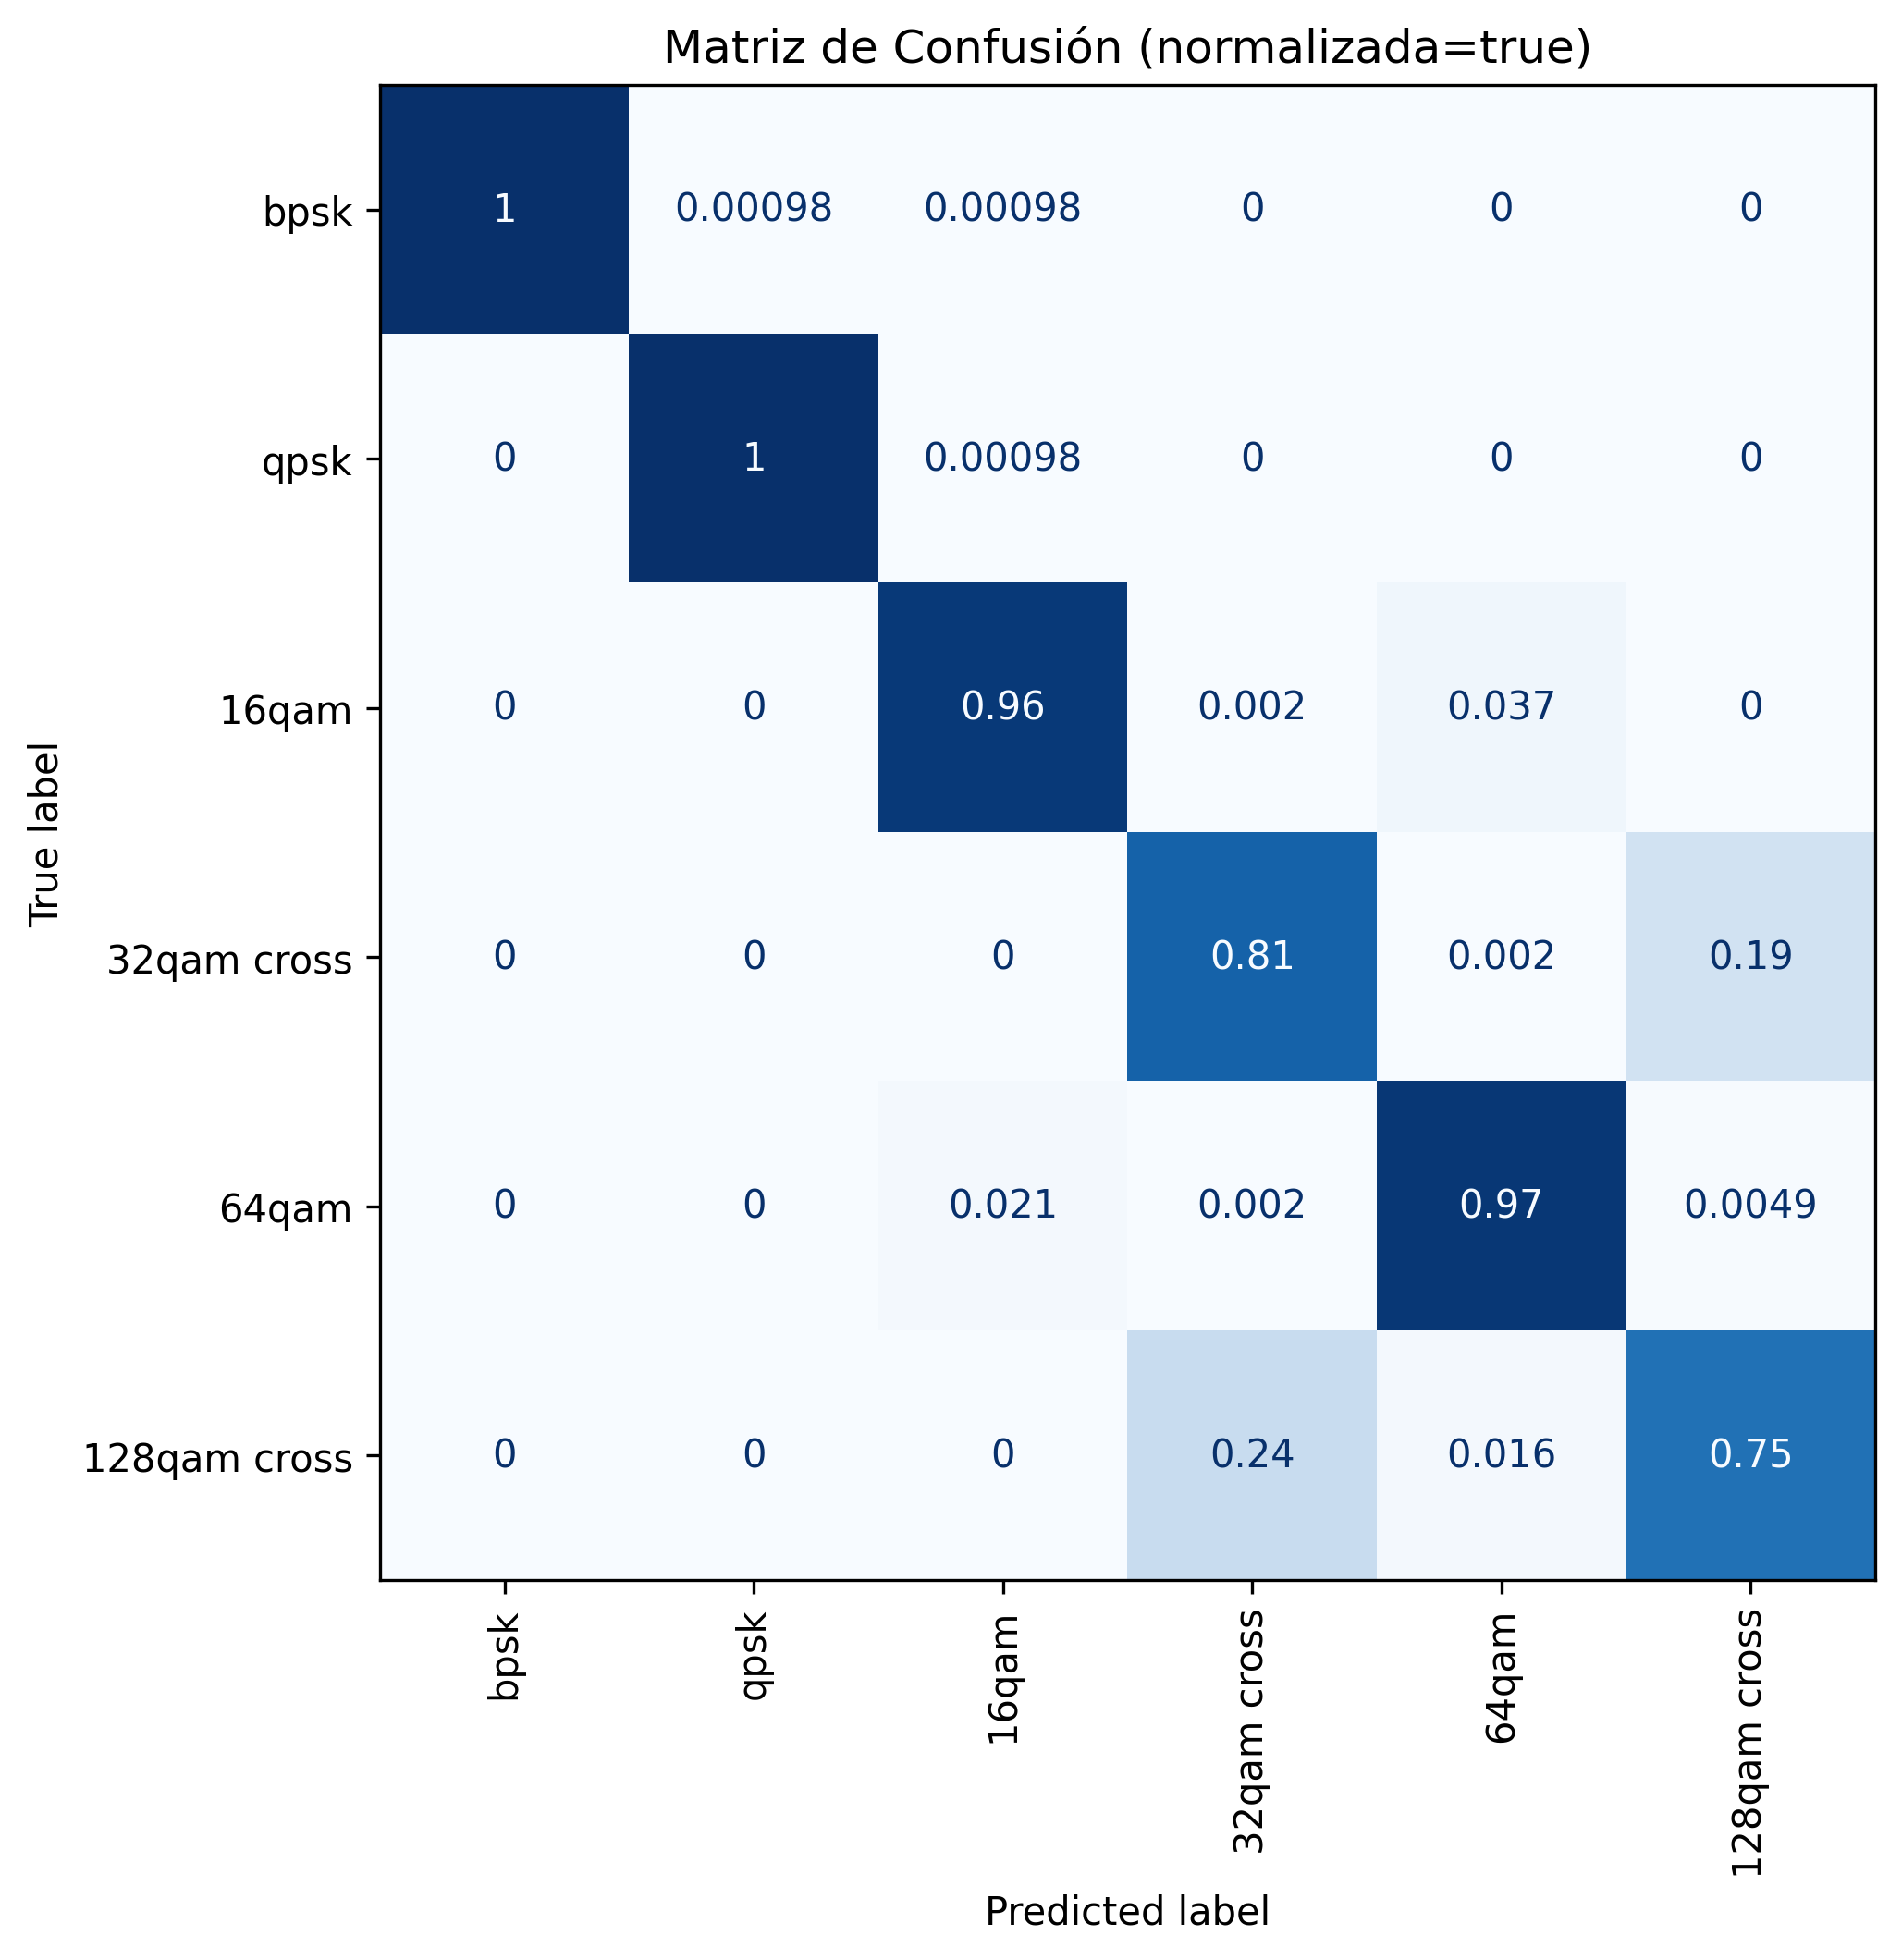 Matriz de Confusión (normalizada=true)
True label
bpsk 1 0.00098 0.00098 0 0 0
qpsk 0 1 0.00098 0 0 0
16qam 0 0 0.96 0.002 0.037 0
32qam cross 0 0 0 0.81 0.002 0.19
64qam 0 0 0.021 0.002 0.97 0.0049
128qam cross 0 0 0 0.24 0.016 0.75
bpsk qpsk 16qam 32qam cross 64qam 128qam cross
Predicted label